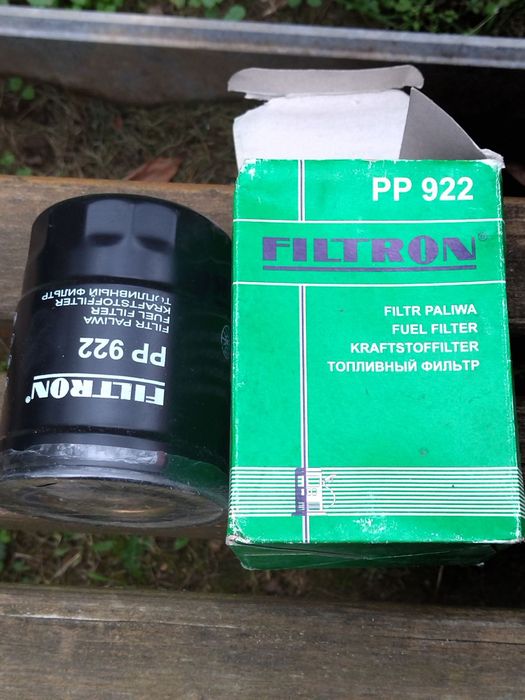 PP 922
FILTRON®
FILTR PALIWA
FUEL FILTER
KRAFTSTOFFILTER
ТОПЛИВНЫЙ ФИЛЬТР
FILTRON®
PP 922
FILTR PALIWA
FUEL FILTER
KRAFTSTOFFILTER
ТОПЛИВНЫЙ ФИЛЬТР